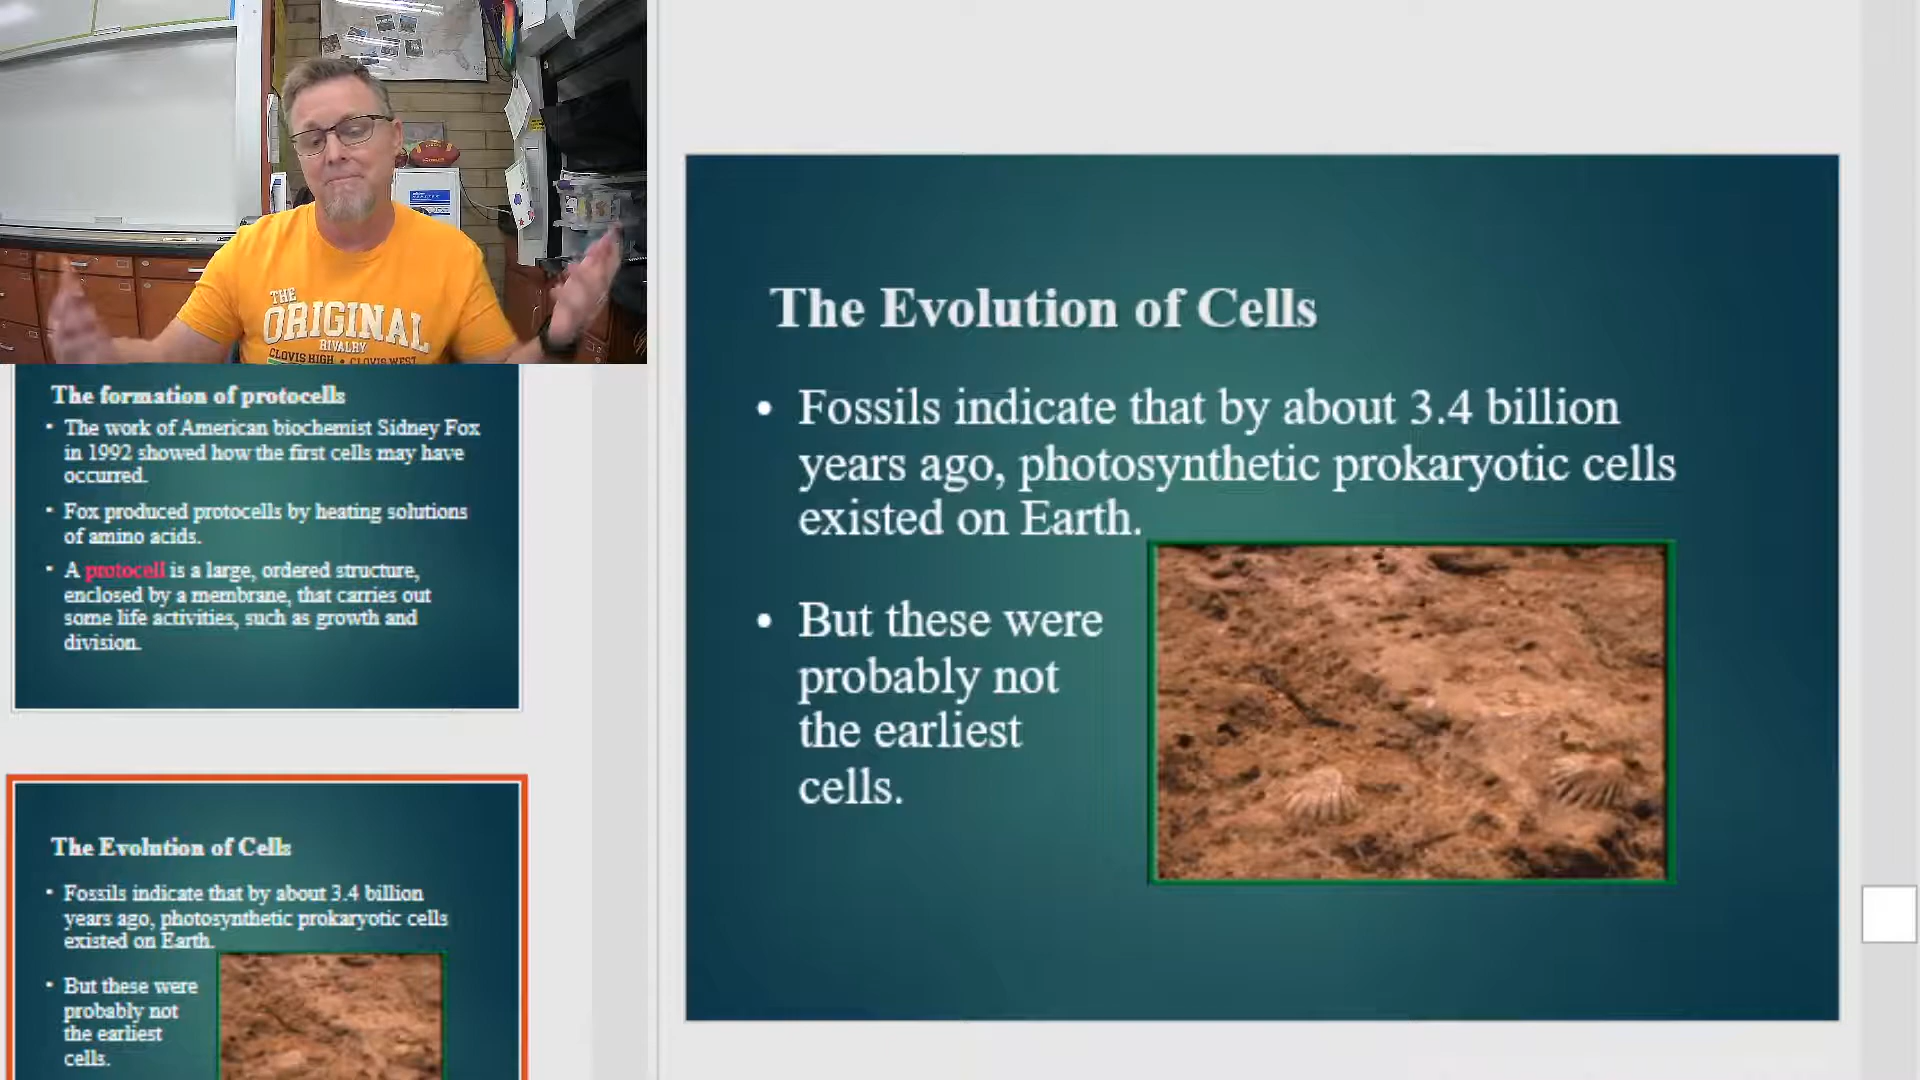 THE
ORIGINAL
RIVALRY
CLOVIS HIGH • CLOVIS WEST
The formation of protocells
• The work of American biochemist Sidney Fox
in 1992 showed how the first cells may have
occurred.
• Fox produced protocells by heating solutions
of amino acids.
• A protocell is a large, ordered structure,
enclosed by a membrane, that carries out
some life activities, such as growth and
division.
The Evolution of Cells
• Fossils indicate that by about 3.4 billion
years ago, photosynthetic prokaryotic cells
existed on Earth.
• But these were
probably not
the earliest
cells.
The Evolution of Cells
• Fossils indicate that by about 3.4 billion
years ago, photosynthetic prokaryotic cells
existed on Earth.
• But these were
probably not
the earliest
cells.